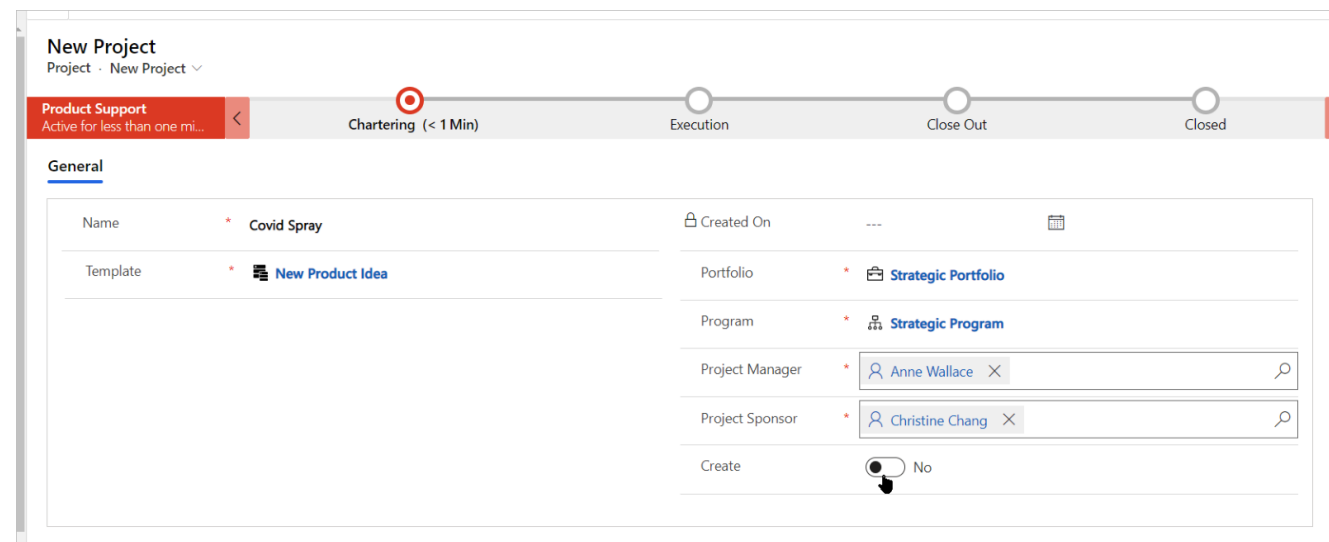 New Project
Project · New Project
Product Support
Active for less than one mi...
Chartering (< 1 Min)
Execution
Close Out
Closed
General
Name * Covid Spray
Created On ---
Template * New Product Idea
Portfolio * Strategic Portfolio
Program * Strategic Program
Project Manager * Anne Wallace
Project Sponsor * Christine Chang
Create No